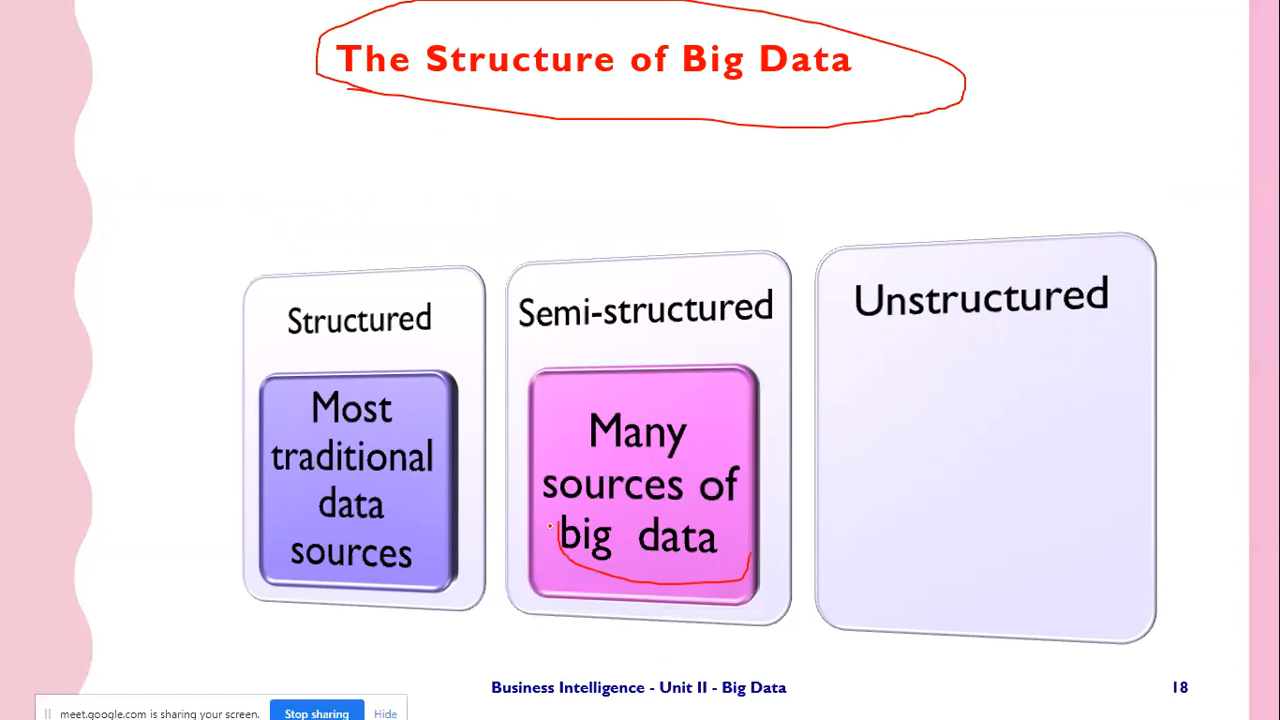 The Structure of Big Data
Structured
Most
traditional
data
sources
Semi-structured
Many
sources of
big data
Unstructured
Business Intelligence - Unit II - Big Data
18
meet.google.com is sharing your screen.
Stop sharing
Hide